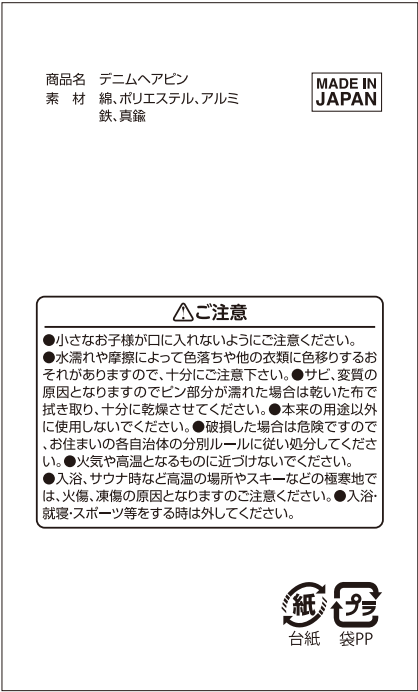 商品名 デニムヘアピン
素 材 綿、ポリエステル、アルミ
鉄、真鍮
MADE IN
JAPAN
⚠ご注意
●小さなお子様が口に入れないようにご注意ください。
●水濡れや摩擦によって色落ちや他の衣類に色移りするお
それがありますので、十分にご注意下さい。●サビ、変質の
原因となりますのでピン部分が濡れた場合は乾いた布で
拭き取り、十分に乾燥させてください。●本来の用途以外
に使用しないでください。●破損した場合は危険ですので
、お住まいの各自治体の分別ルールに従い処分してくださ
い。●火気や高温となるものに近づけないでください。
●入浴、サウナ時など高温の場所やスキーなどの極寒地で
は、火傷、凍傷の原因となりますのご注意ください。●入浴・
就寝・スポーツ等をする時は外してください。
紙 プラ
台紙 袋PP